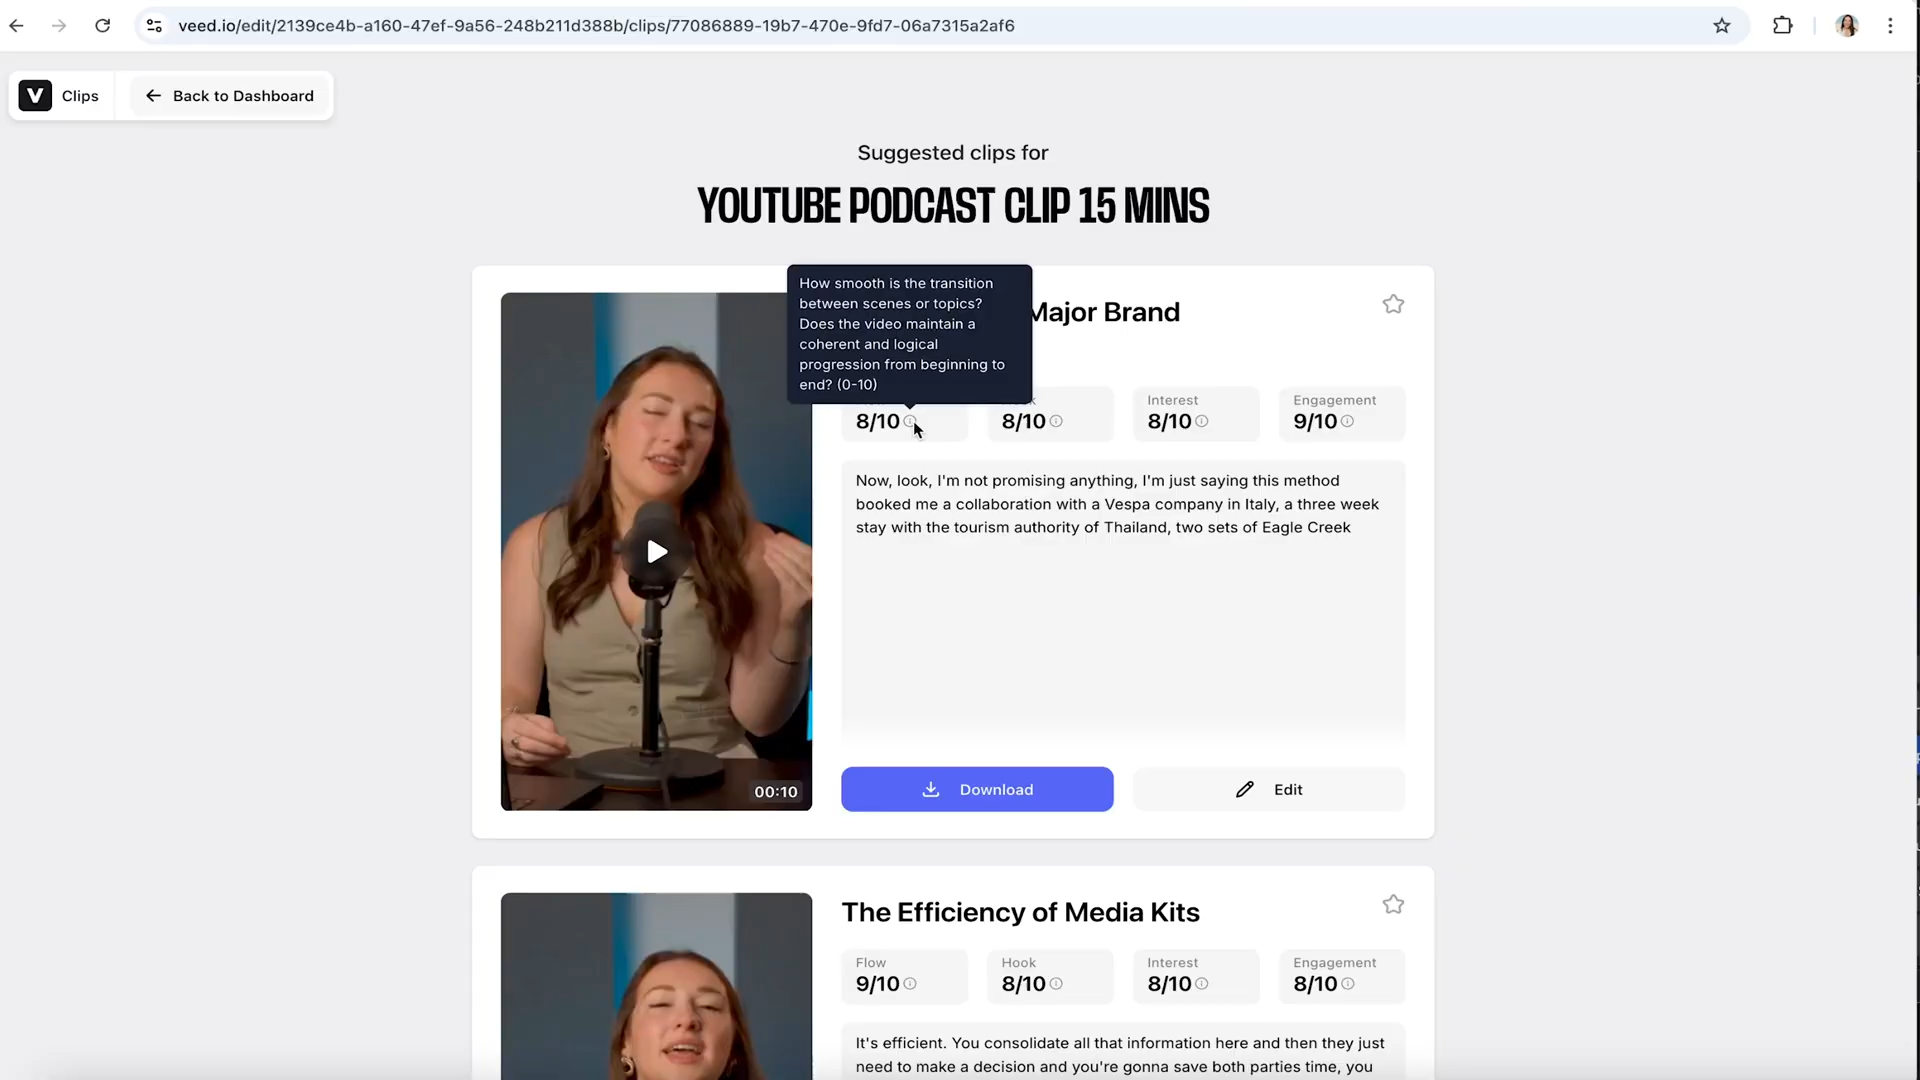 veed.io/edit/2139ce4b-a160-47ef-9a56-248b211d388b/clips/77086889-19b7-470e-9fd7-06a7315a2af6
V Clips
Back to Dashboard
Suggested clips for
YOUTUBE PODCAST CLIP 15 MINS
How smooth is the transition
between scenes or topics?
Does the video maintain a
coherent and logical
progression from beginning to
end? (0-10)
Major Brand
Interest
Engagement
8/10
8/10
8/10
9/10
Now, look, I'm not promising anything, I'm just saying this method
booked me a collaboration with a Vespa company in Italy, a three week
stay with the tourism authority of Thailand, two sets of Eagle Creek
00:10
Download
Edit
The Efficiency of Media Kits
Flow
9/10
Hook
8/10
Interest
8/10
Engagement
8/10
It's efficient. You consolidate all that information here and then they just
need to make a decision and you're gonna save both parties time, you